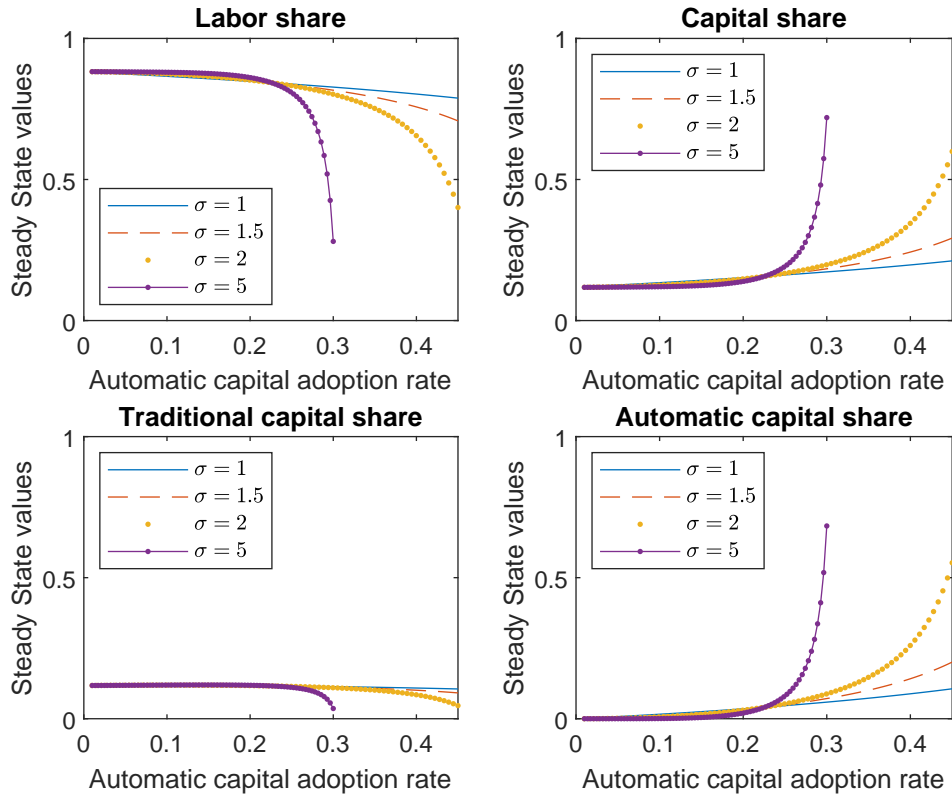 Labor share
1
0.5
0
Steady State values
σ = 1
σ = 1.5
σ = 2
σ = 5
0 0.1 0.2 0.3 0.4
Automatic capital adoption rate
Capital share
1
0.5
0
Steady State values
σ = 1
σ = 1.5
σ = 2
σ = 5
0 0.1 0.2 0.3 0.4
Automatic capital adoption rate
Traditional capital share
1
0.5
0
Steady State values
σ = 1
σ = 1.5
σ = 2
σ = 5
0 0.1 0.2 0.3 0.4
Automatic capital adoption rate
Automatic capital share
1
0.5
0
Steady State values
σ = 1
σ = 1.5
σ = 2
σ = 5
0 0.1 0.2 0.3 0.4
Automatic capital adoption rate